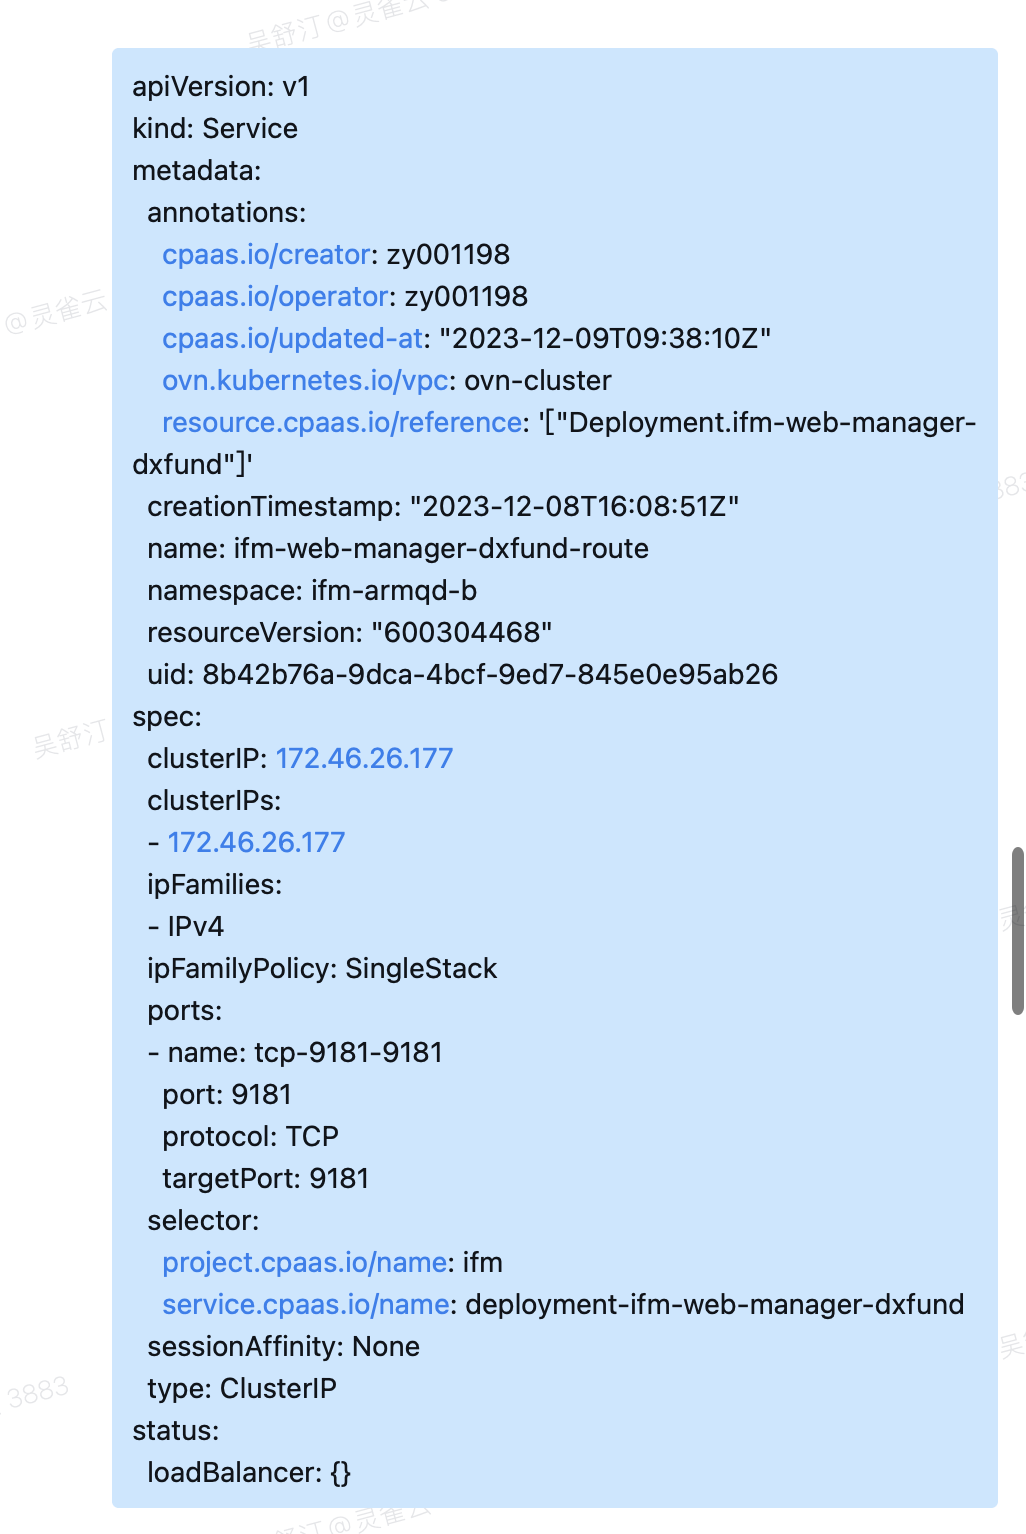 吴舒汀@灵雀云
apiVersion: v1
kind: Service
metadata:
  annotations:
    cpaas.io/creator: zy001198
    cpaas.io/operator: zy001198
@灵雀云
    cpaas.io/updated-at: "2023-12-09T09:38:10Z"
    ovn.kubernetes.io/vpc: ovn-cluster
    resource.cpaas.io/reference: '["Deployment.ifm-web-manager-
dxfund"]'
  creationTimestamp: "2023-12-08T16:08:51Z"
  name: ifm-web-manager-dxfund-route
  namespace: ifm-armqd-b
  resourceVersion: "600304468"
  uid: 8b42b76a-9dca-4bcf-9ed7-845e0e95ab26
spec:
吴舒汀
  clusterIP: 172.46.26.177
  clusterIPs:
  - 172.46.26.177
  ipFamilies:
  - IPv4
  ipFamilyPolicy: SingleStack
  ports:
  - name: tcp-9181-9181
    port: 9181
    protocol: TCP
    targetPort: 9181
  selector:
    project.cpaas.io/name: ifm
    service.cpaas.io/name: deployment-ifm-web-manager-dxfund
  sessionAffinity: None
  type: ClusterIP
3883
status:
  loadBalancer: {}
舒汀@灵雀云